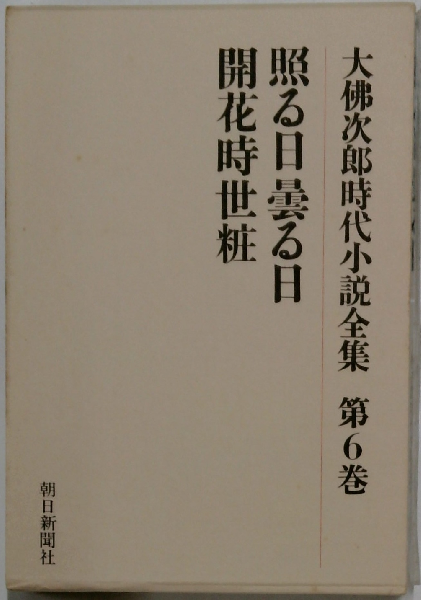 大佛次郎時代小説全集 第6巻
照る日曇る日
開花時世粧
朝日新聞社